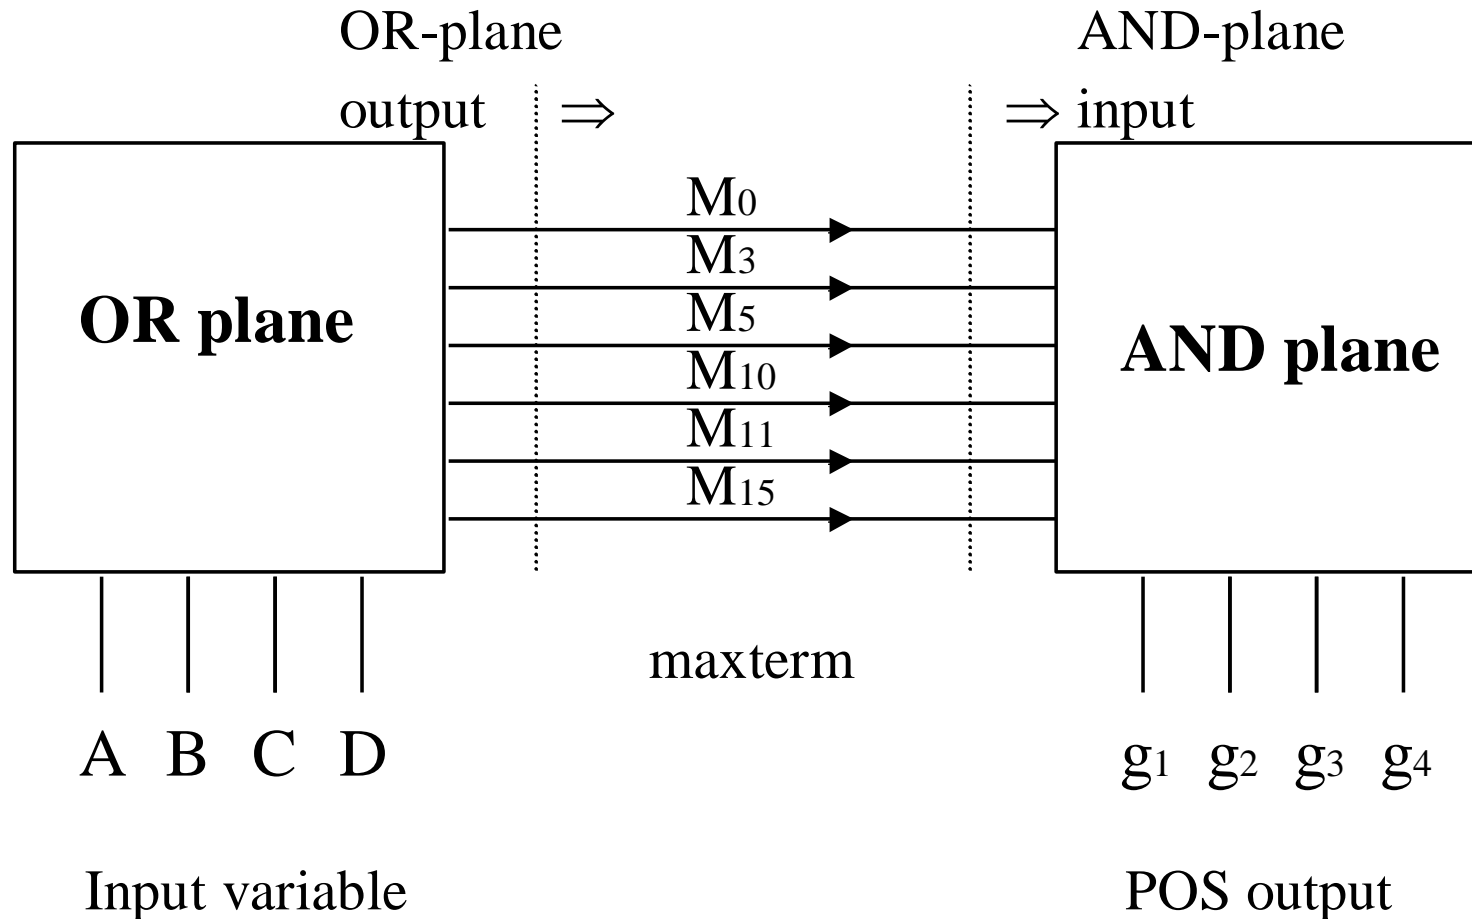 OR-plane
output ⇒
AND-plane
⇒ input
OR plane
M0
M3
M5
M10
M11
M15
AND plane
maxterm
A B C D
g1 g2 g3 g4
Input variable
POS output